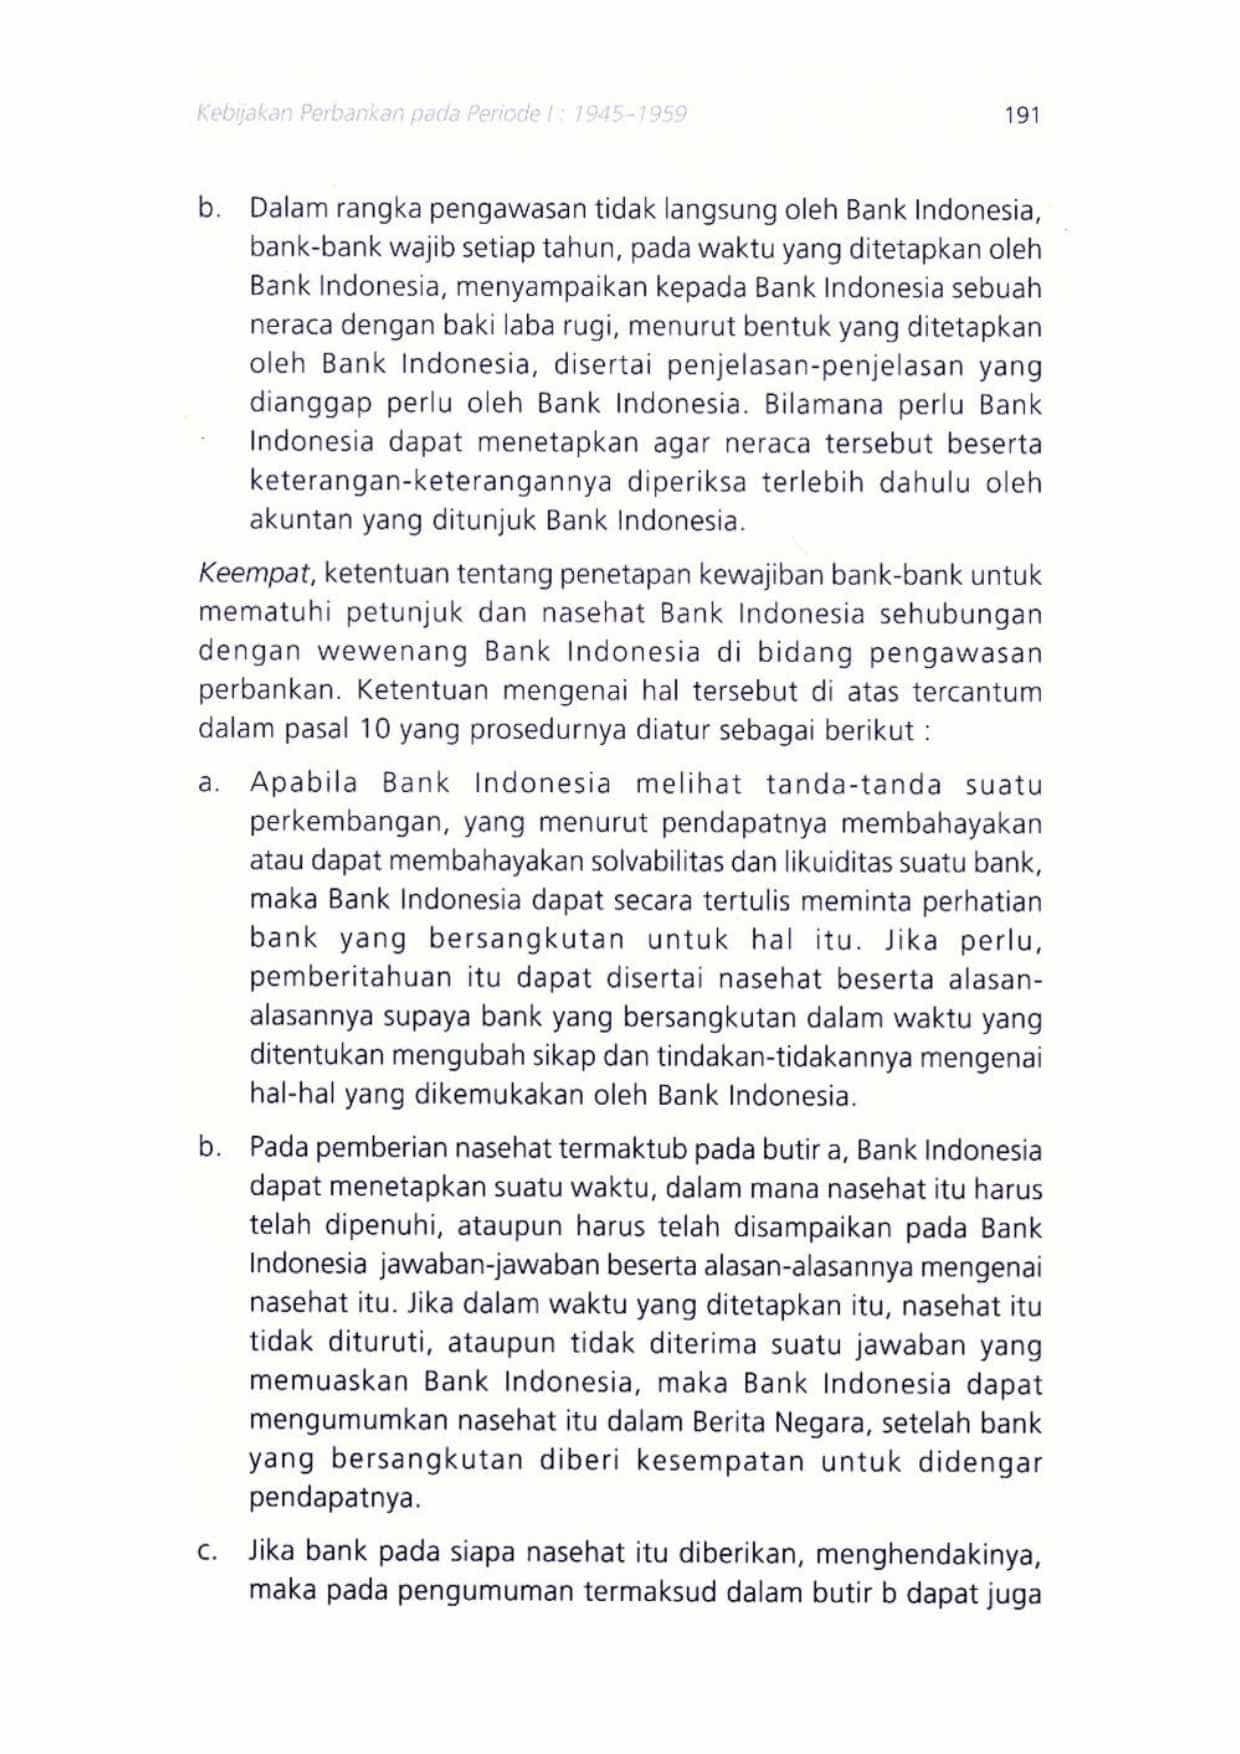 Kebijakan Perbankan pada Periode I : 1945–1959 191
b. Dalam rangka pengawasan tidak langsung oleh Bank Indonesia,
bank-bank wajib setiap tahun, pada waktu yang ditetapkan oleh
Bank Indonesia, menyampaikan kepada Bank Indonesia sebuah
neraca dengan baki laba rugi, menurut bentuk yang ditetapkan
oleh Bank Indonesia, disertai penjelasan-penjelasan yang
dianggap perlu oleh Bank Indonesia. Bilamana perlu Bank
Indonesia dapat menetapkan agar neraca tersebut beserta
keterangan-keterangannya diperiksa terlebih dahulu oleh
akuntan yang ditunjuk Bank Indonesia.
Keempat, ketentuan tentang penetapan kewajiban bank-bank untuk
mematuhi petunjuk dan nasehat Bank Indonesia sehubungan
dengan wewenang Bank Indonesia di bidang pengawasan
perbankan. Ketentuan mengenai hal tersebut di atas tercantum
dalam pasal 10 yang prosedurnya diatur sebagai berikut :
a. Apabila Bank Indonesia melihat tanda-tanda suatu
perkembangan, yang menurut pendapatnya membahayakan
atau dapat membahayakan solvabilitas dan likuiditas suatu bank,
maka Bank Indonesia dapat secara tertulis meminta perhatian
bank yang bersangkutan untuk hal itu. Jika perlu,
pemberitahuan itu dapat disertai nasehat beserta alasan-
alasannya supaya bank yang bersangkutan dalam waktu yang
ditentukan mengubah sikap dan tindakan-tidakannya mengenai
hal-hal yang dikemukakan oleh Bank Indonesia.
b. Pada pemberian nasehat termaktub pada butir a, Bank Indonesia
dapat menetapkan suatu waktu, dalam mana nasehat itu harus
telah dipenuhi, ataupun harus telah disampaikan pada Bank
Indonesia jawaban-jawaban beserta alasan-alasannya mengenai
nasehat itu. Jika dalam waktu yang ditetapkan itu, nasehat itu
tidak dituruti, ataupun tidak diterima suatu jawaban yang
memuaskan Bank Indonesia, maka Bank Indonesia dapat
mengumumkan nasehat itu dalam Berita Negara, setelah bank
yang bersangkutan diberi kesempatan untuk didengar
pendapatnya.
c. Jika bank pada siapa nasehat itu diberikan, menghendakinya,
maka pada pengumuman termaksud dalam butir b dapat juga